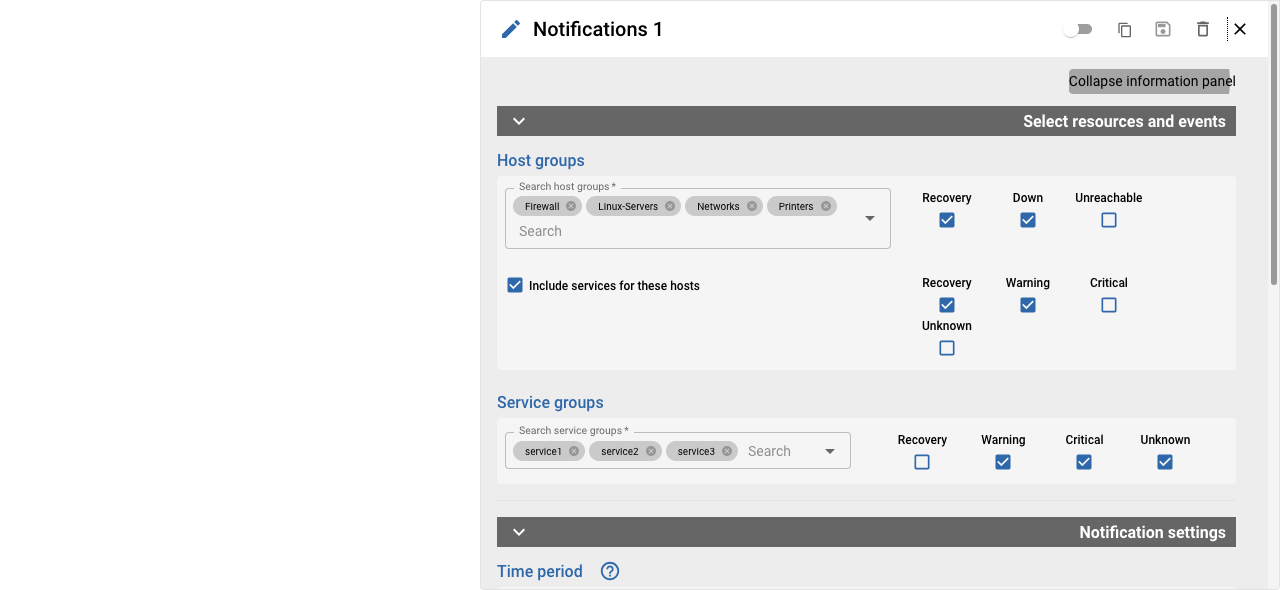 Notifications 1
Collapse information panel
Select resources and events
Host groups
Search host groups *
Firewall Linux-Servers Networks Printers
Search
Recovery Down Unreachable
Include services for these hosts
Recovery Warning Critical
Unknown
Service groups
Search service groups *
service1 service2 service3 Search
Recovery Warning Critical Unknown
Notification settings
Time period ?